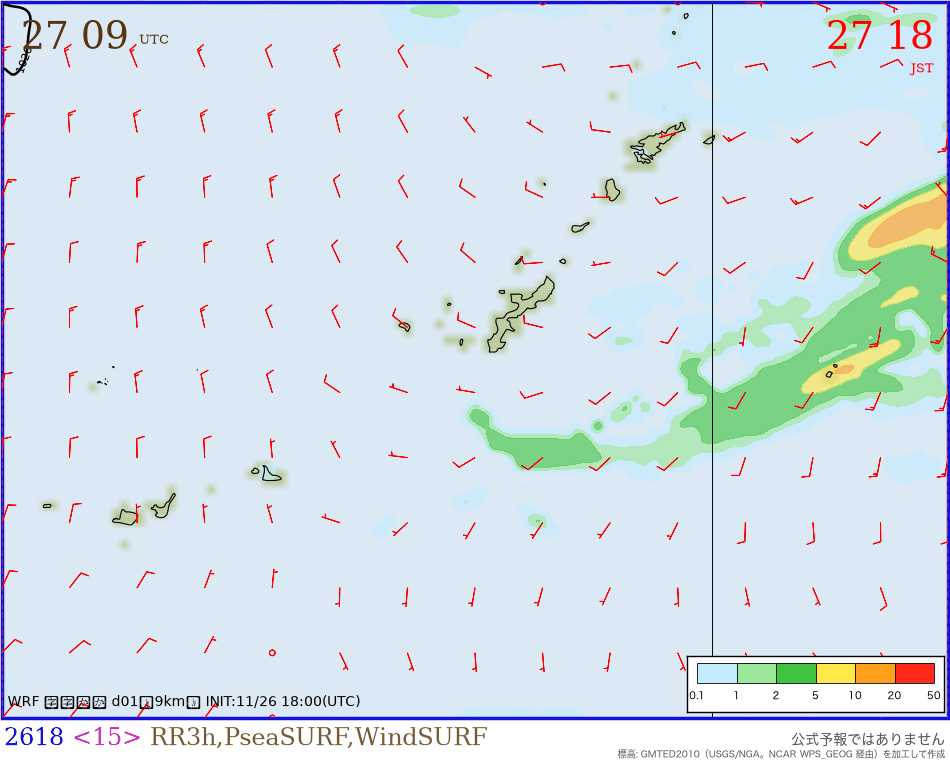 27 09 UTC
27 18
JST
1020
WRF d01 9km INIT:11/26 18:00(UTC)
0.1 1 2 5 10 20 50
2618 <15> RR3h,PseaSURF,WindSURF
公式予報ではありません
標高: GMTED2010（USGS/NGA。NCAR WPS_GEOG 経由）を加工して作成